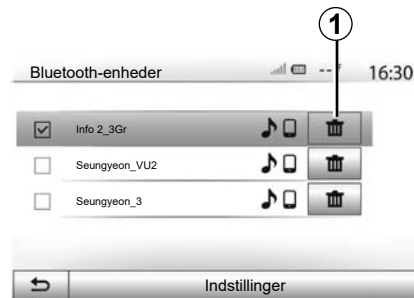 1
Bluetooth-enheder 16:30
Info 2_3Gr
Seungyeon_VU2
Seungyeon_3
Indstillinger